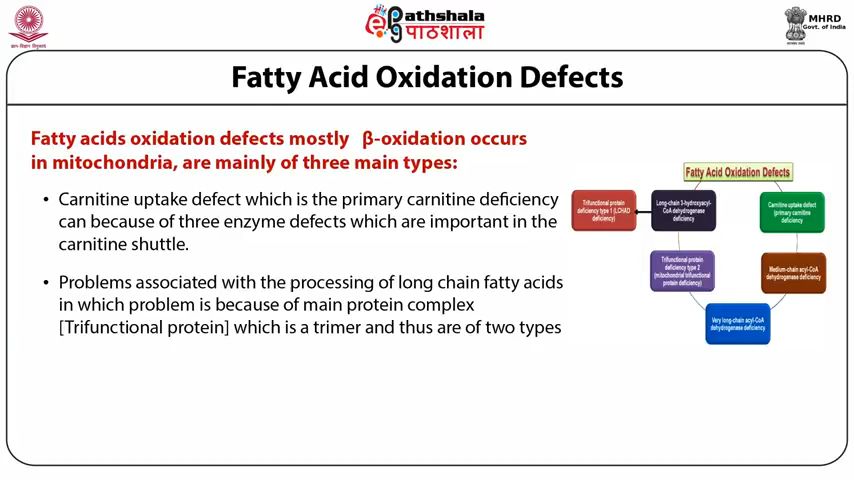 ज्ञान-विज्ञान विमुक्तये
epathshala
पाठशाला
MHRD
Govt. of India
Fatty Acid Oxidation Defects
Fatty acids oxidation defects mostly β-oxidation occurs
in mitochondria, are mainly of three main types:
• Carnitine uptake defect which is the primary carnitine deficiency
can because of three enzyme defects which are important in the
carnitine shuttle.
• Problems associated with the processing of long chain fatty acids
in which problem is because of main protein complex
[Trifunctional protein] which is a trimer and thus are of two types
Fatty Acid Oxidation Defects
Trifunctional protein
deficiency type 1 (LCHAD
deficiency)
Long-chain 3-hydroxyacyl-
CoA dehydrogenase
deficiency
Carnitine uptake defect
(primary carnitine
deficiency
Trifunctional protein
deficiency type 2
(mitochondrial trifunctional
protein deficiency)
Medium-chain acyl-CoA
dehydrogenase deficiency
Very long-chain acyl-CoA
dehydrogenase deficiency